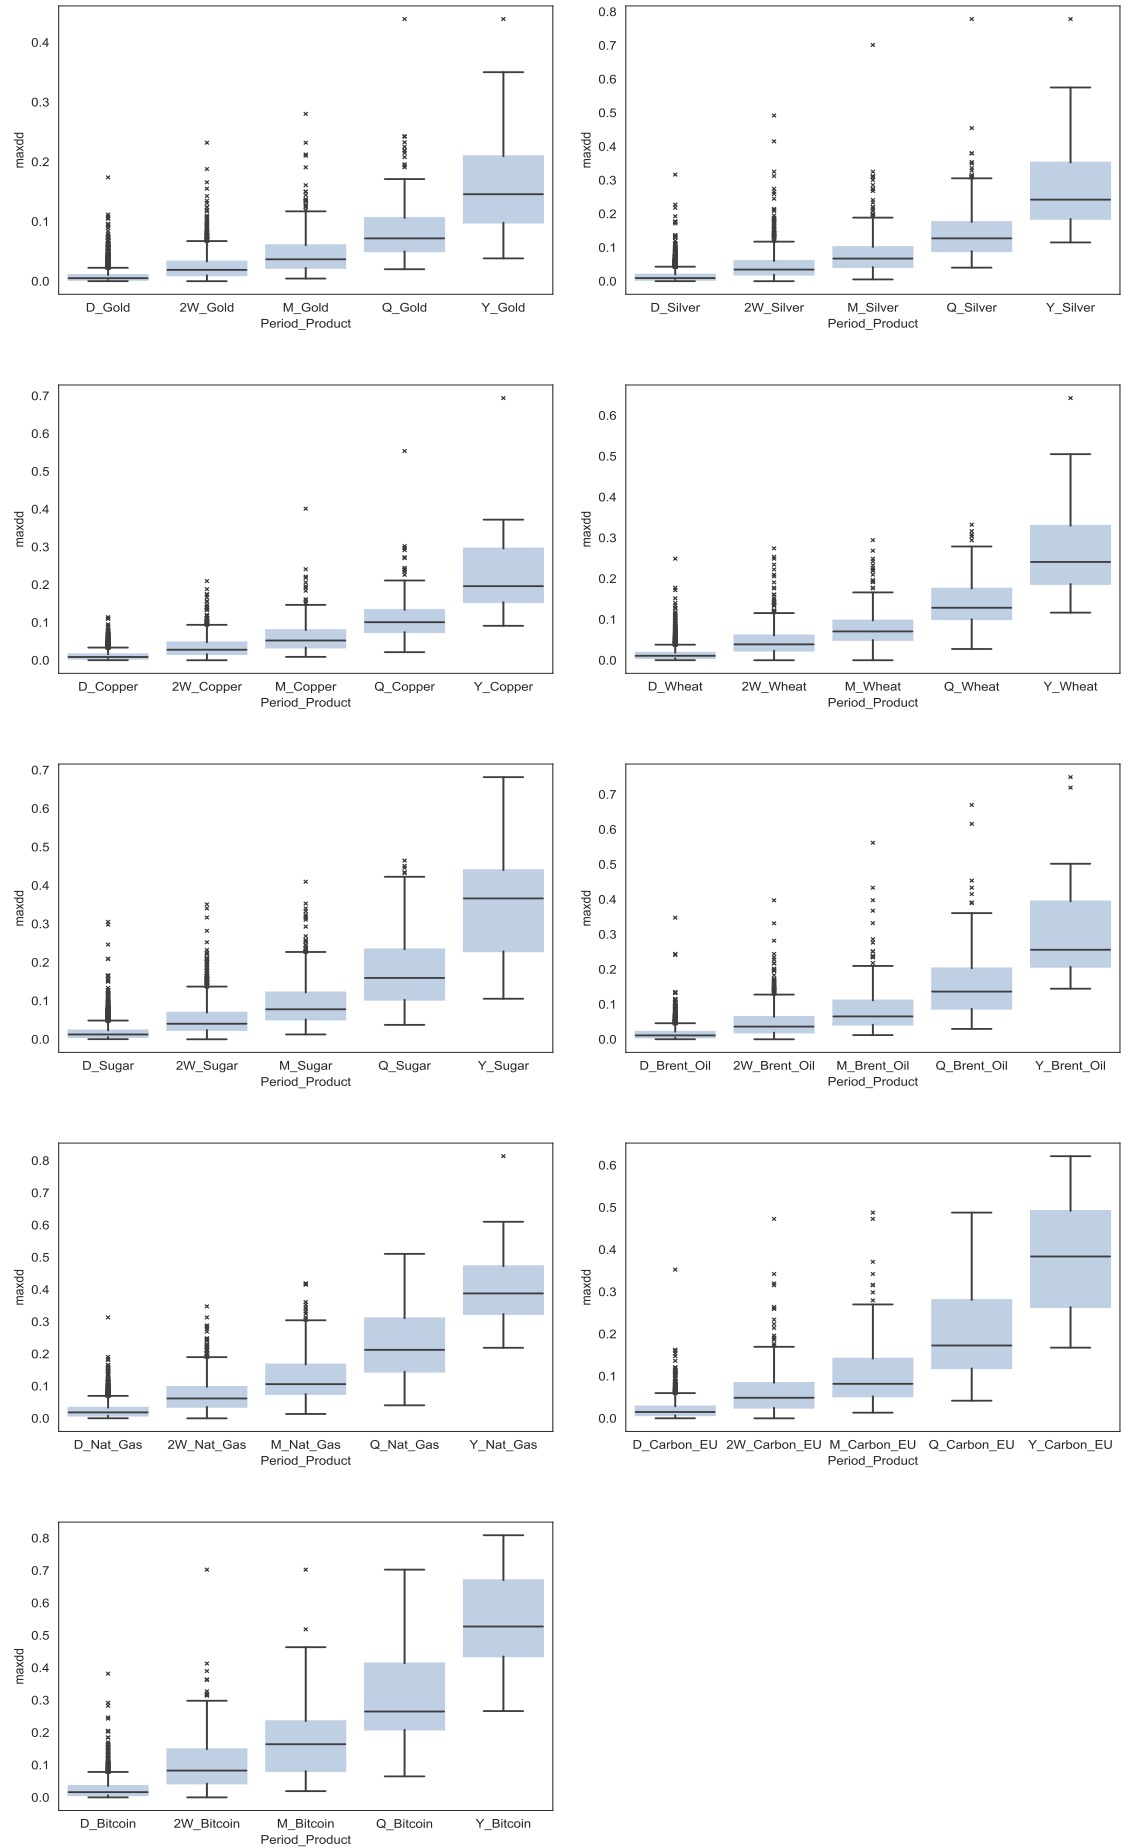 0.4
0.3
0.2
0.1
0.0
maxdd
D_Gold 2W_Gold M_Gold Q_Gold Y_Gold
Period_Product
0.8
0.7
0.6
0.5
0.4
0.3
0.2
0.1
0.0
maxdd
D_Silver 2W_Silver M_Silver Q_Silver Y_Silver
Period_Product
0.7
0.6
0.5
0.4
0.3
0.2
0.1
0.0
maxdd
D_Copper 2W_Copper M_Copper Q_Copper Y_Copper
Period_Product
0.6
0.5
0.4
0.3
0.2
0.1
0.0
maxdd
D_Wheat 2W_Wheat M_Wheat Q_Wheat Y_Wheat
Period_Product
0.7
0.6
0.5
0.4
0.3
0.2
0.1
0.0
maxdd
D_Sugar 2W_Sugar M_Sugar Q_Sugar Y_Sugar
Period_Product
0.7
0.6
0.5
0.4
0.3
0.2
0.1
0.0
maxdd
D_Brent_Oil 2W_Brent_Oil M_Brent_Oil Q_Brent_Oil Y_Brent_Oil
Period_Product
0.8
0.7
0.6
0.5
0.4
0.3
0.2
0.1
0.0
maxdd
D_Nat_Gas 2W_Nat_Gas M_Nat_Gas Q_Nat_Gas Y_Nat_Gas
Period_Product
0.6
0.5
0.4
0.3
0.2
0.1
0.0
maxdd
D_Carbon_EU 2W_Carbon_EU M_Carbon_EU Q_Carbon_EU Y_Carbon_EU
Period_Product
0.8
0.7
0.6
0.5
0.4
0.3
0.2
0.1
0.0
maxdd
D_Bitcoin 2W_Bitcoin M_Bitcoin Q_Bitcoin Y_Bitcoin
Period_Product